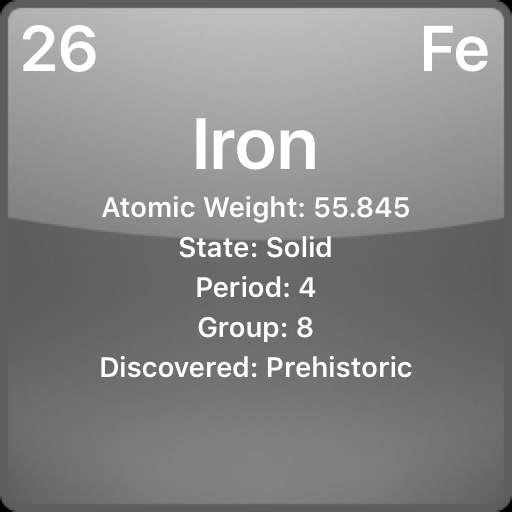 26 Fe
Iron
Atomic Weight: 55.845
State: Solid
Period: 4
Group: 8
Discovered: Prehistoric